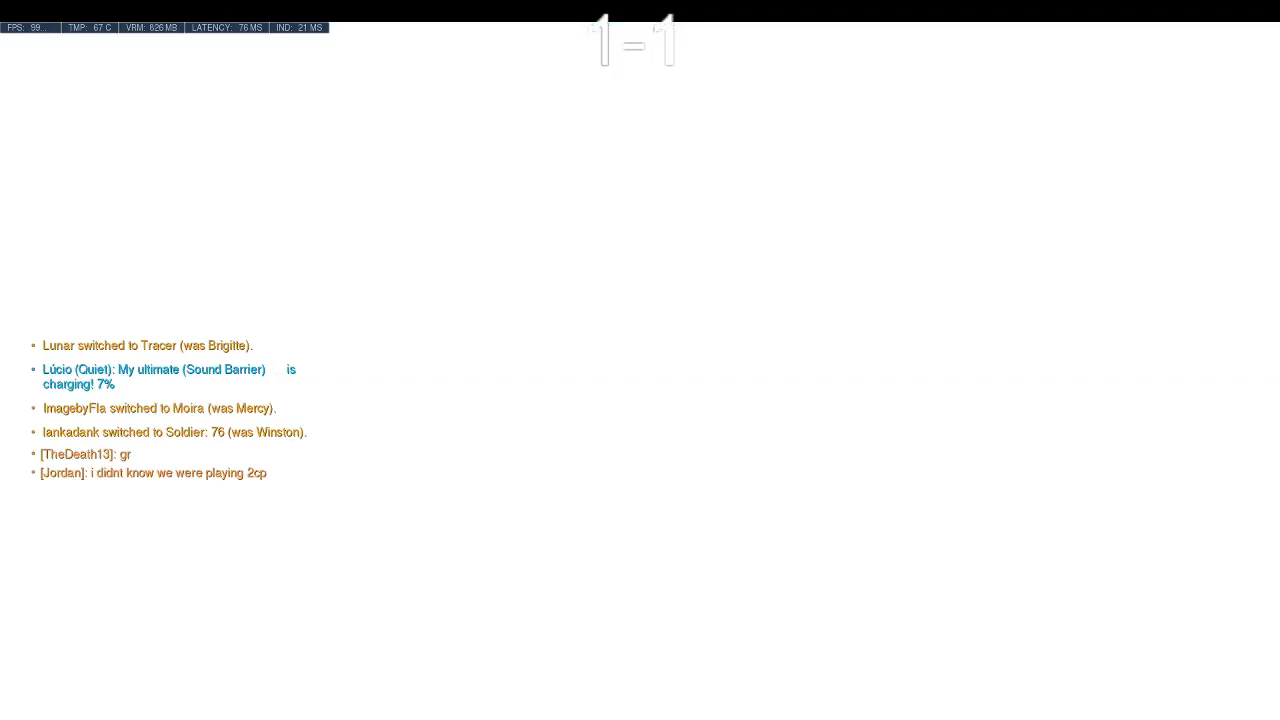 FPS: 99... TMP: 67 C VRM: 826 MB LATENCY: 76 MS IND: 21 MS
1-1
Lunar switched to Tracer (was Brigitte).
Lúcio (Quiet): My ultimate (Sound Barrier) is
charging! 7%
ImagebyFla switched to Moira (was Mercy).
lankadank switched to Soldier: 76 (was Winston).
[TheDeath13]: gr
[Jordan]: i didnt know we were playing 2cp